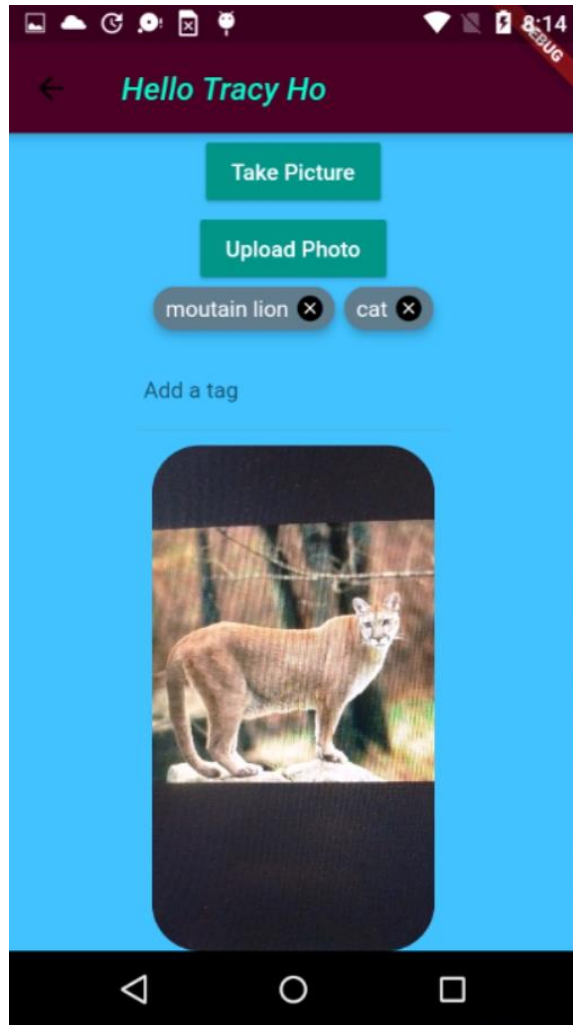 8:14
DEBUG
Hello Tracy Ho
Take Picture
Upload Photo
moutain lion cat
Add a tag